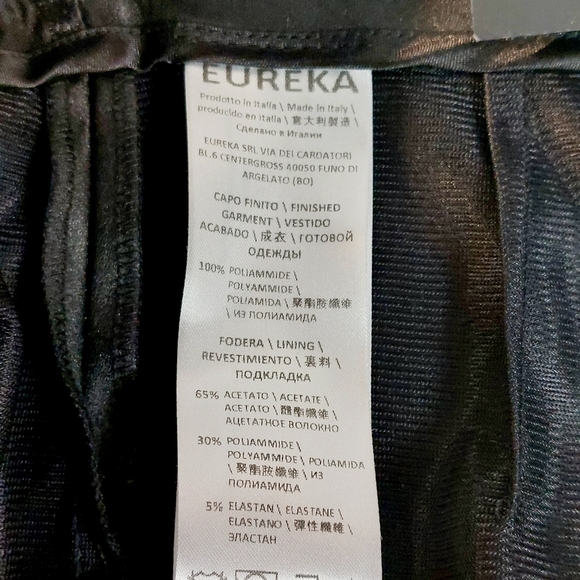 EUREKA
Prodotto in Italia \ Made in Italy \
producido en italia \ 意大利製造 \
Сделано в Италии
EUREKA SRL VIA DEI CARDATORI
BL.6 CENTERGROSS 40050 FUNO DI
ARGELATO (BO)
CAPO FINITO \ FINISHED
GARMENT \ VESTIDO
ACABADO \ 成衣 \ ГОТОВОЙ
ОДЕЖДЫ
100% POLIAMMIDE \
POLYAMMIDE \
POLIAMIDA \ 聚酯胺纖維
\ ИЗ ПОЛИАМИДА
FODERA \ LINING \
REVESTIMIENTO \ 裏料 \
ПОДКЛАДКА
65% ACETATO \ ACETATE \
ACETATO \ 醋酯纖維 \
АЦЕТАТНОЕ ВОЛОКНО
30% POLIAMMIDE \
POLYAMMIDE \ POLIAMIDA
\ 聚酯胺纖維 \ ИЗ
ПОЛИАМИДА
5% ELASTAN \ ELASTANE \
ELASTANO \ 彈性纖維 \
ЭЛАСТАН